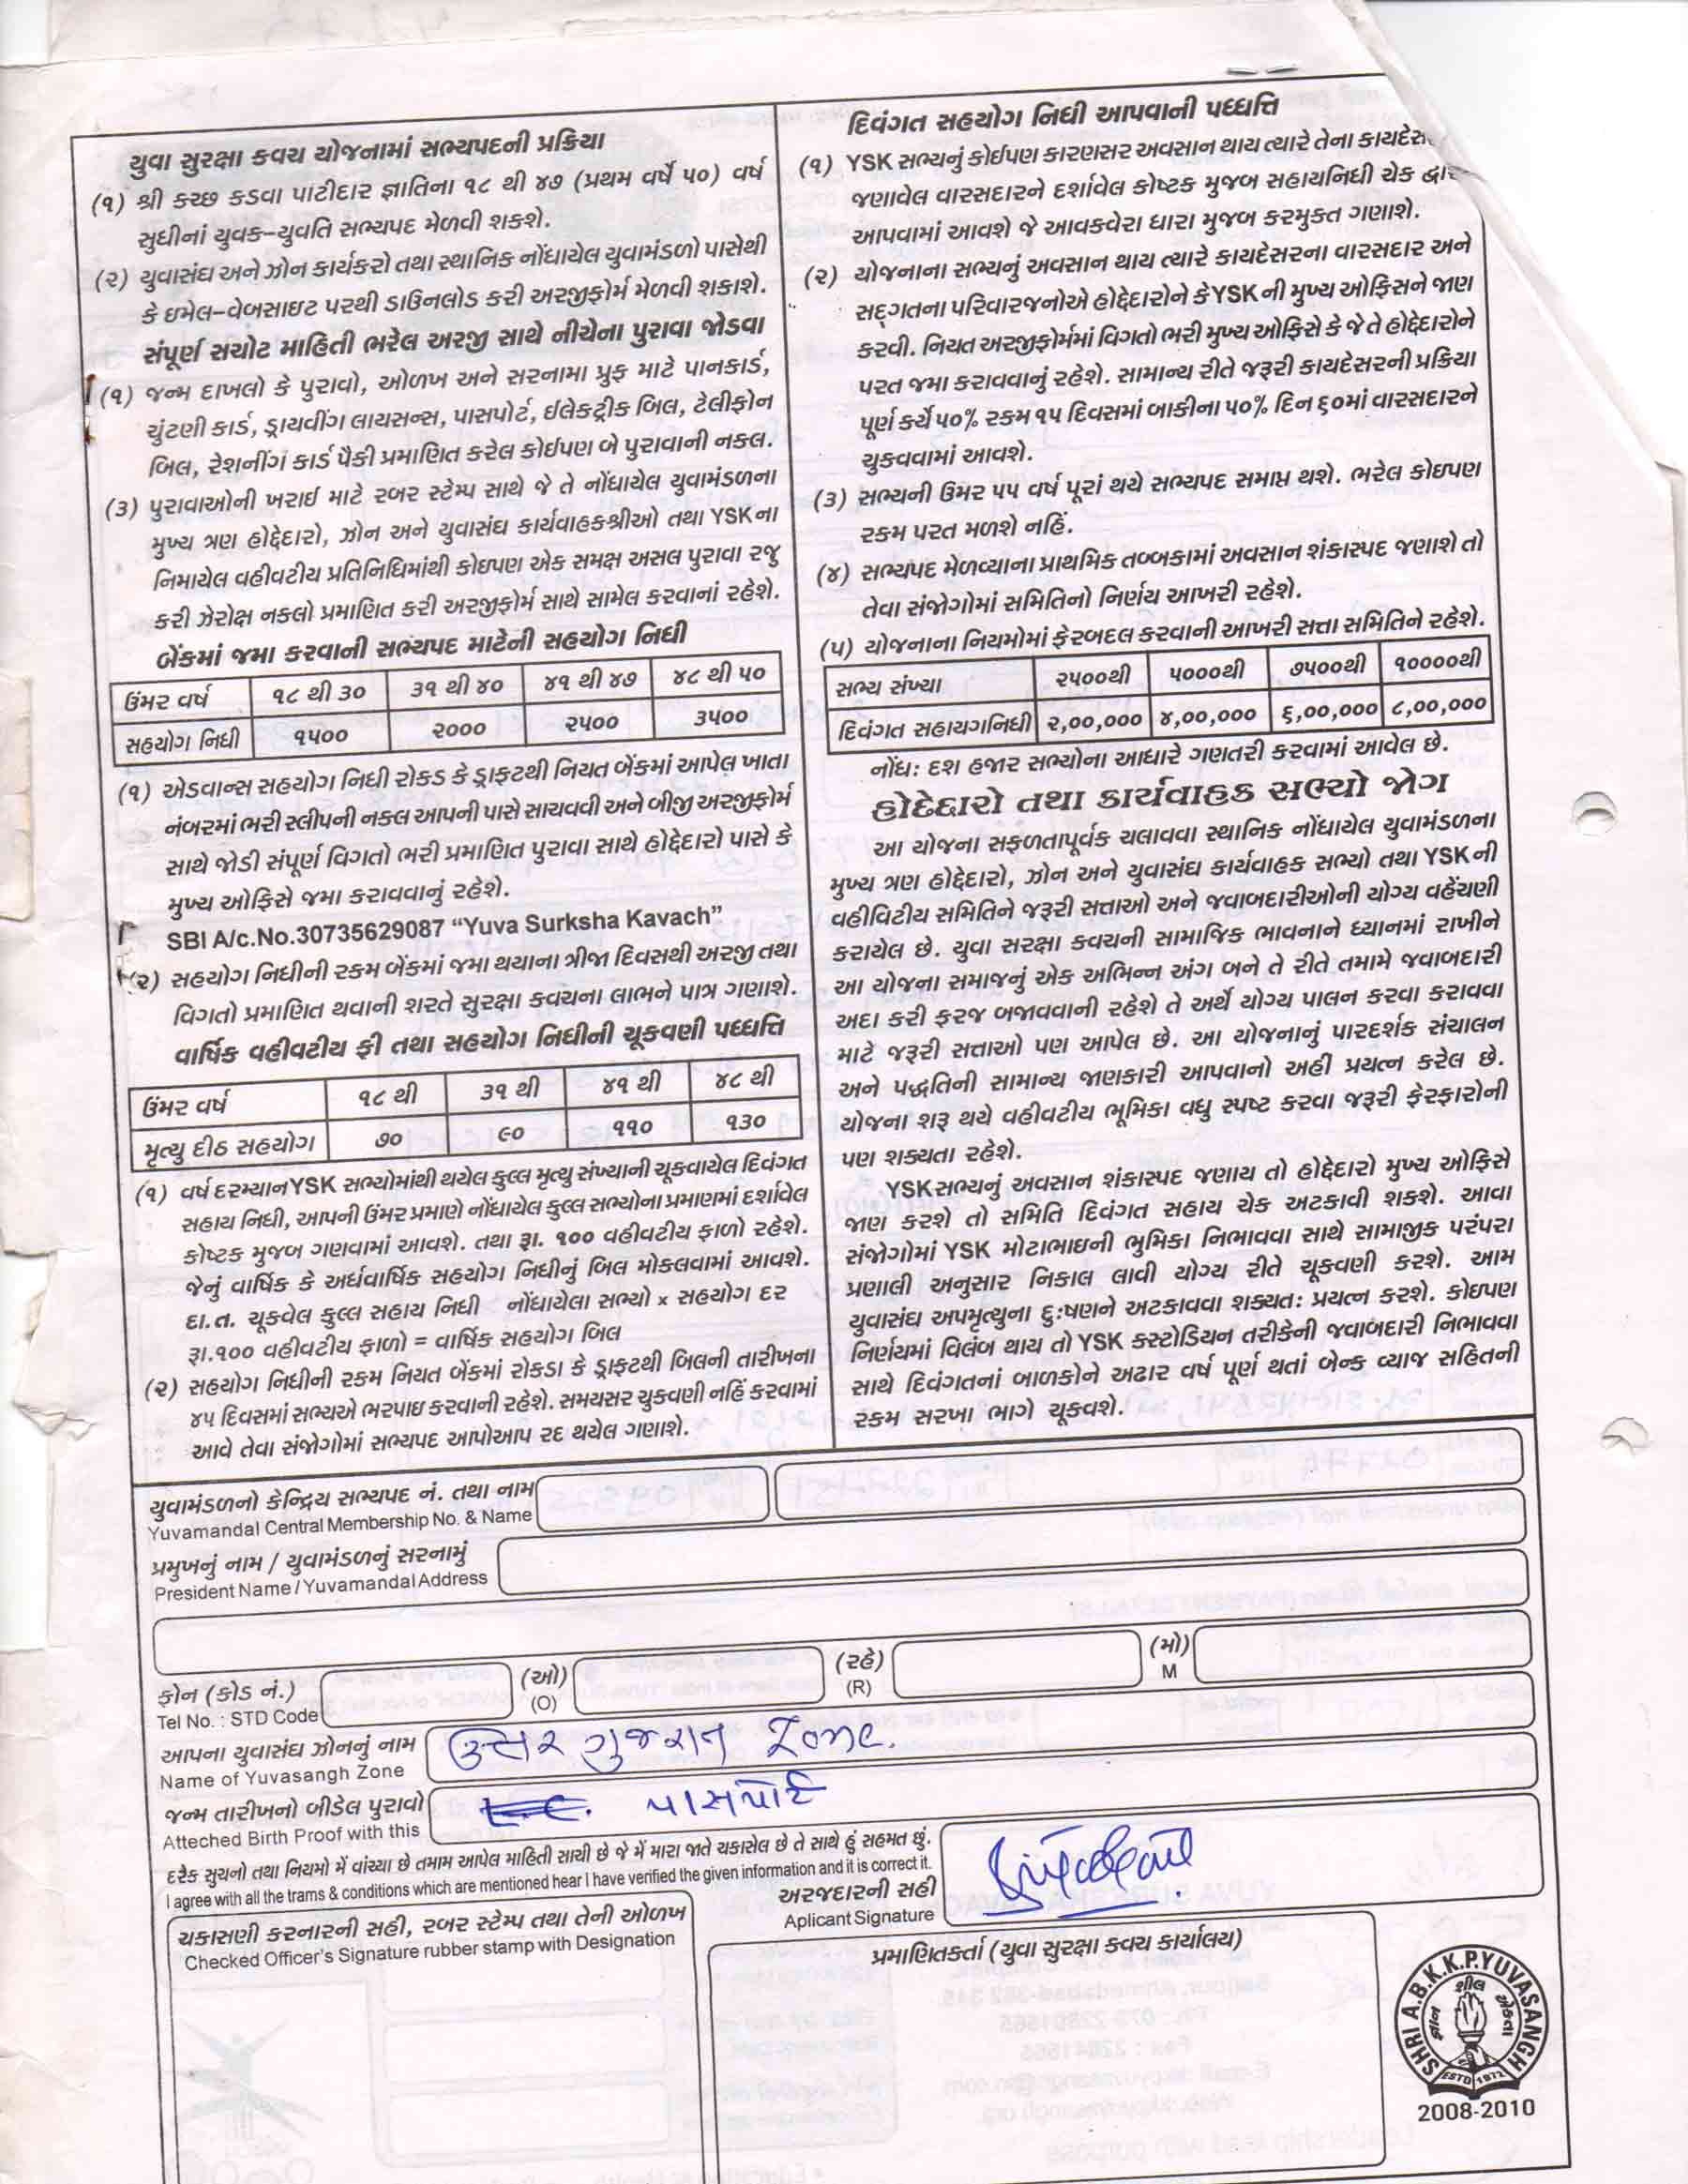 યુવા સુરક્ષા કવચ યોજનામાં સભ્યપદની પ્રક્રિયા
(૧) શ્રી કચ્છ કડવા પાટીદાર જ્ઞાતિના ૧૮ થી ૪૭ (પ્રથમ વર્ષે ૫૦) વર્ષ
સુધીનાં યુવક–યુવતિ સભ્યપદ મેળવી શકશે.
(૨) યુવાસંઘ અને ઝોન કાર્યકરો તથા સ્થાનિક નોંધાયેલ યુવામંડળો પાસેથી
કે ઇમેલ–વેબસાઇટ પરથી ડાઉનલોડ કરી અરજીફોર્મ મેળવી શકાશે.
સંપૂર્ણ સચોટ માહિતી ભરેલ અરજી સાથે નીચેના પુરાવા જોડવા
(૧) જન્મ દાખલો કે પુરાવો, ઓળખ અને સરનામા પ્રુફ માટે પાનકાર્ડ,
ચુંટણી કાર્ડ, ડ્રાયવીંગ લાયસન્સ, પાસપોર્ટ, ઈલેકટ્રીક બિલ, ટેલીફોન
બિલ, રેશનીંગ કાર્ડ પૈકી પ્રમાણિત કરેલ કોઈપણ બે પુરાવાની નકલ.
(૩) પુરાવાઓની ખરાઈ માટે રબર સ્ટેમ્પ સાથે જે તે નોંધાયેલ યુવામંડળના
મુખ્ય ત્રણ હોદ્દેદારો, ઝોન અને યુવાસંઘ કાર્યવાહકશ્રીઓ તથા YSKના
નિમાયેલ વહીવટીય પ્રતિનિધિમાંથી કોઇપણ એક સમક્ષ અસલ પુરાવા રજુ
કરી ઝેરોક્ષ નકલો પ્રમાણિત કરી અરજીફોર્મ સાથે સામેલ કરવાનાં રહેશે.
બેંકમાં જમા કરવાની સભ્યપદ માટેની સહયોગ નિધી
ઉંમર વર્ષ ૧૮ થી ૩૦ ૩૧ થી ૪૦ ૪૧ થી ૪૭ ૪૮ થી ૫૦
સહયોગ નિધી ૧૫૦૦ ૨૦૦૦ ૨૫૦૦ ૩૫૦૦
(૧) એડવાન્સ સહયોગ નિધી રોકડ કે ડ્રાફટથી નિયત બેંકમાં આપેલ ખાતા
નંબરમાં ભરી સ્લીપની નકલ આપની પાસે સાચવવી અને બીજી અરજીફોર્મ
સાથે જોડી સંપૂર્ણ વિગતો ભરી પ્રમાણિત પુરાવા સાથે હોદ્દેદારો પાસે કે
મુખ્ય ઓફિસે જમા કરાવવાનું રહેશે.
SBI A/c.No.30735629087 “Yuva Surksha Kavach”
(૨) સહયોગ નિધીની રકમ બેંકમાં જમા થયાના ત્રીજા દિવસથી અરજી તથા
વિગતો પ્રમાણિત થવાની શરતે સુરક્ષા કવચના લાભને પાત્ર ગણાશે.
વાર્ષિક વહીવટીય ફી તથા સહયોગ નિધીની ચૂકવણી પધ્ધતિ
ઉંમર વર્ષ ૧૮ થી ૩૧ થી ૪૧ થી ૪૮ થી
મૃત્યુ દીઠ સહયોગ ૭૦ ૯૦ ૧૧૦ ૧૩૦
(૧) વર્ષ દરમ્યાન YSK સભ્યોમાંથી થયેલ કુલ્લ મૃત્યુ સંખ્યાની ચૂકવાયેલ દિવંગત
સહાય નિધી, આપની ઉંમર પ્રમાણે નોંધાયેલ કુલ્લ સભ્યોના પ્રમાણમાં દર્શાવેલ
કોષ્ટક મુજબ ગણવામાં આવશે. તથા રૂા. ૧૦૦ વહીવટીય ફાળો રહેશે.
જેનું વાર્ષિક કે અર્ધવાર્ષિક સહયોગ નિધીનું બિલ મોકલવામાં આવશે.
દા.ત. ચૂકવેલ કુલ્લ સહાય નિધી નોંધાયેલા સભ્યો x સહયોગ દર
રૂા.૧૦૦ વહીવટીય ફાળો = વાર્ષિક સહયોગ બિલ
(૨) સહયોગ નિધીની રકમ નિયત બેંકમાં રોકડા કે ડ્રાફટથી બિલની તારીખના
૪૫ દિવસમાં સભ્યએ ભરપાઇ કરવાની રહેશે. સમયસર ચુકવણી નહિં કરવામાં
આવે તેવા સંજોગોમાં સભ્યપદ આપોઆપ રદ થયેલ ગણાશે.
દિવંગત સહયોગ નિધી આપવાની પધ્ધત્તિ
(૧) YSK સભ્યનું કોઈપણ કારણસર અવસાન થાય ત્યારે તેના
જણાવેલ વારસદારને દર્શાવેલ કોષ્ટક મુજબ સહાયનિધી ચેક
આપવામાં આવશે જે આવકવેરા ધારા મુજબ કરમુકત ગણાશે.
(૨) યોજનાના સભ્યનું અવસાન થાય ત્યારે કાયદેસરના વારસદાર અને
સદ્‌ગતના પરિવારજનોએ હોદ્દેદારોને કે YSK ની મુખ્ય ઓફિસને જાણ
કરવી. નિયત અરજીફોર્મમાં વિગતો ભરી મુખ્ય ઓફિસે કે જે તે હોદ્દેદારોને
પરત જમા કરાવવાનું રહેશે. સામાન્ય રીતે જરૂરી કાયદેસરની પ્રકિયા
પૂર્ણ કર્યે ૫૦% રકમ ૧૫ દિવસમાં બાકીના ૫૦% દિન ૬૦માં વારસદારને
ચુકવવામાં આવશે.
(૩) સભ્યની ઉંમર ૫૫ વર્ષ પૂરાં થયે સભ્યપદ સમાપ્ત થશે. ભરેલ કોઇપણ
રકમ પરત મળશે નહિં.
(૪) સભ્યપદ મેળવ્યાના પ્રાથમિક તબ્બકામાં અવસાન શંકાસ્પદ જણાશે તો
તેવા સંજોગોમાં સમિતિનો નિર્ણય આખરી રહેશે.
(૫) યોજનાના નિયમોમાં ફેરબદલ કરવાની આખરી સત્તા સમિતિને રહેશે.
સભ્ય સંખ્યા ૨૫૦૦થી ૫૦૦૦થી ૭૫૦૦થી ૧૦૦૦૦થી
દિવંગત સહાયગનિધી ૨,૦૦,૦૦૦ ૪,૦૦,૦૦૦ ૬,૦૦,૦૦૦ ૮,૦૦,૦૦૦
નોંધ: દશ હજાર સભ્યોના આધારે ગણતરી કરવામાં આવેલ છે.
હોદ્દેદારો તથા કાર્યવાહક સભ્યો જોગ
આ યોજના સફળતાપૂર્વક ચલાવવા સ્થાનિક નોંધાયેલ યુવામંડળના
મુખ્ય ત્રણ હોદ્દેદારો, ઝોન અને યુવાસંઘ કાર્યવાહક સભ્યો તથા YSKની
વહીવિટીય સમિતિને જરૂરી સત્તાઓ અને જવાબદારીઓની યોગ્ય વહેંચણી
કરાયેલ છે. યુવા સરક્ષા કવચની સામાજિક ભાવનાને ધ્યાનમાં રાખીને
આ યોજના સમાજનું એક અભિન્ન અંગ બને તે રીતે તમામે જવાબદારી
અદા કરી ફરજ બજાવવાની રહેશે તે અર્થે યોગ્ય પાલન કરવા કરાવવા
માટે જરૂરી સત્તાઓ પણ આપેલ છે. આ યોજનાનું પારદર્શક સંચાલન
અને પદ્ધતિની સામાન્ય જાણકારી આપવાનો અહીં પ્રયત્ન કરેલ છે.
યોજના શરૂ થયે વહીવટીય ભૂમિકા વધુ સ્પષ્ટ કરવા જરૂરી ફેરફારોની
પણ શક્યતા રહેશે.
YSKસભ્યનું અવસાન શંકાસ્પદ જણાય તો હોદ્દેદારો મુખ્ય ઓફિસે
જાણ કરશે તો સમિતિ દિવંગત સહાય ચેક અટકાવી શકશે. આવા
સંજોગોમાં YSK મોટાભાઇની ભુમિકા નિભાવવા સાથે સામાજીક પરંપરા
પ્રણાલી અનુસાર નિકાલ લાવી યોગ્ય રીતે ચૂકવણી કરશે. આમ
યુવાસંઘ અપમૃત્યુના દુ:ષણને અટકાવવા શક્યત: પ્રયત્ન કરશે. કોઇપણ
નિર્ણયમાં વિલંબ થાય તો YSK કસ્ટોડિયન તરીકેની જવાબદારી નિભાવવા
સાથે દિવંગતનાં બાળકોને અઢાર વર્ષ પૂર્ણ થતાં બેન્ક વ્યાજ સહિતની
રકમ સરખા ભાગે ચૂકવશે.
યુવામંડળનો કેન્દ્રિય સભ્યપદ નં. તથા નામ
Yuvamandal Central Membership No. & Name
પ્રમુખનું નામ / યુવામંડળનું સરનામું
President Name / Yuvamandal Address
ફોન (કોડ નં.) (ઓ) (રહે) (મો)
Tel No. : STD Code (O) (R) M
આપના યુવાસંઘ ઝોનનું નામ ઉત્તર ગુજરાત Zone.
Name of Yuvasangh Zone
જન્મ તારીખનો બીડેલ પુરાવો L.C. પાસપોર્ટ
Atteched Birth Proof with this
દરેક સુચનો તથા નિયમો મેં વાંચ્યા છે તમામ આપેલ માહિતી સાચી છે જે મેં મારા જાતે ચકાસેલ છે તે સાથે હું સહમત છું.
I agree with all the trams & conditions which are mentioned hear I have verified the given information and it is correct it.
અરજદારની સહી
Aplicant Signature
ચકાસણી કરનારની સહી, રબર સ્ટેમ્પ તથા તેની ઓળખ
Checked Officer's Signature rubber stamp with Designation
પ્રમાણિતકર્તા (યુવા સુરક્ષા કવચ કાર્યાલય)
SHRI A.B.K.K.P.YUVASANGH
ESTD 1972
2008-2010